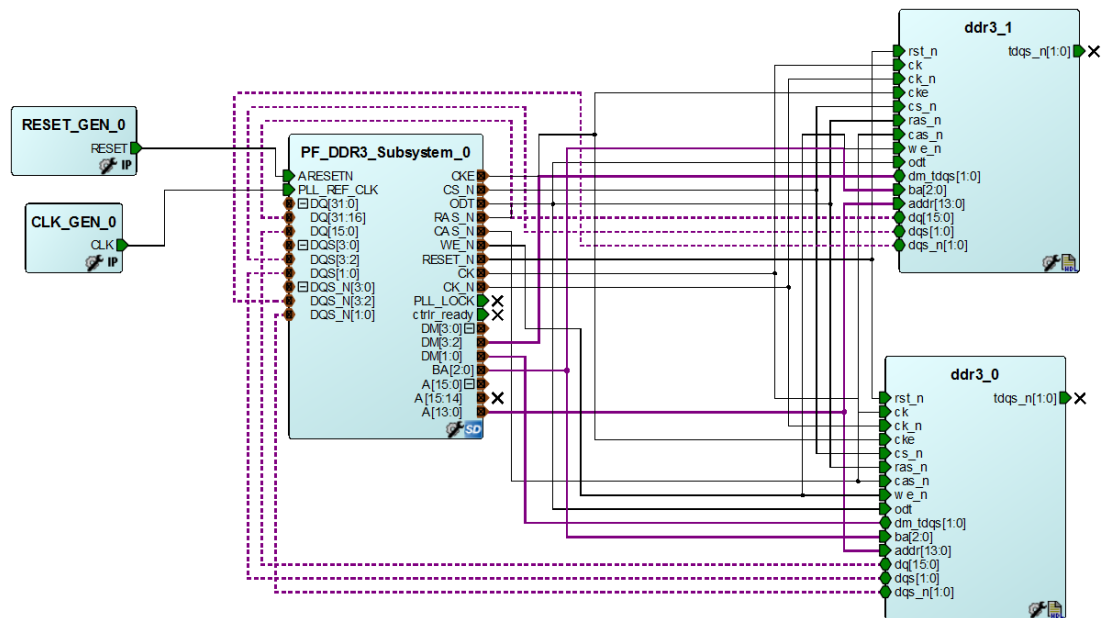 RESET_GEN_0
RESET
IP
CLK_GEN_0
CLK
IP
PF_DDR3_Subsystem_0
ARESETN
PLL_REF_CLK
DQ[31:0]
DQ[31:16]
DQ[15:0]
DQS[3:0]
DQS[3:2]
DQS[1:0]
DQS_N[3:0]
DQS_N[3:2]
DQS_N[1:0]
CKE
CS_N
ODT
RAS_N
CAS_N
WE_N
RESET_N
CK
CK_N
PLL_LOCK
ctrlr_ready
DM[3:0]
DM[3:2]
DM[1:0]
BA[2:0]
A[15:0]
A[15:14]
A[13:0]
SD
ddr3_1
rst_n
ck
ck_n
cke
cs_n
ras_n
cas_n
we_n
odt
dm_tdqs[1:0]
ba[2:0]
addr[13:0]
dq[15:0]
dqs[1:0]
dqs_n[1:0]
tdqs_n[1:0]
HDL
ddr3_0
rst_n
ck
ck_n
cke
cs_n
ras_n
cas_n
we_n
odt
dm_tdqs[1:0]
ba[2:0]
addr[13:0]
dq[15:0]
dqs[1:0]
dqs_n[1:0]
tdqs_n[1:0]
HDL